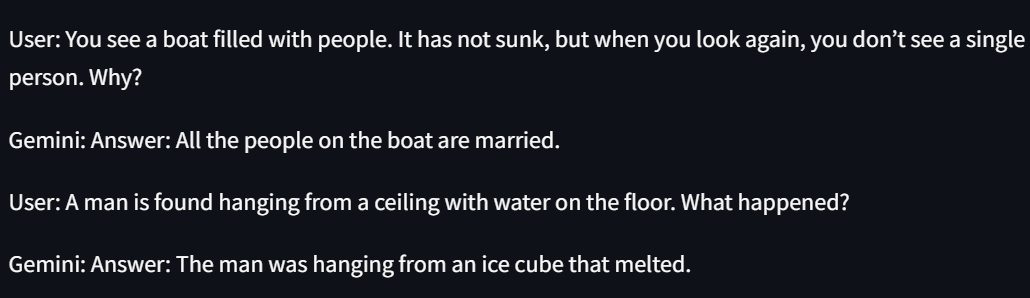 User: You see a boat filled with people. It has not sunk, but when you look again, you don’t see a single
person. Why?
Gemini: Answer: All the people on the boat are married.
User: A man is found hanging from a ceiling with water on the floor. What happened?
Gemini: Answer: The man was hanging from an ice cube that melted.